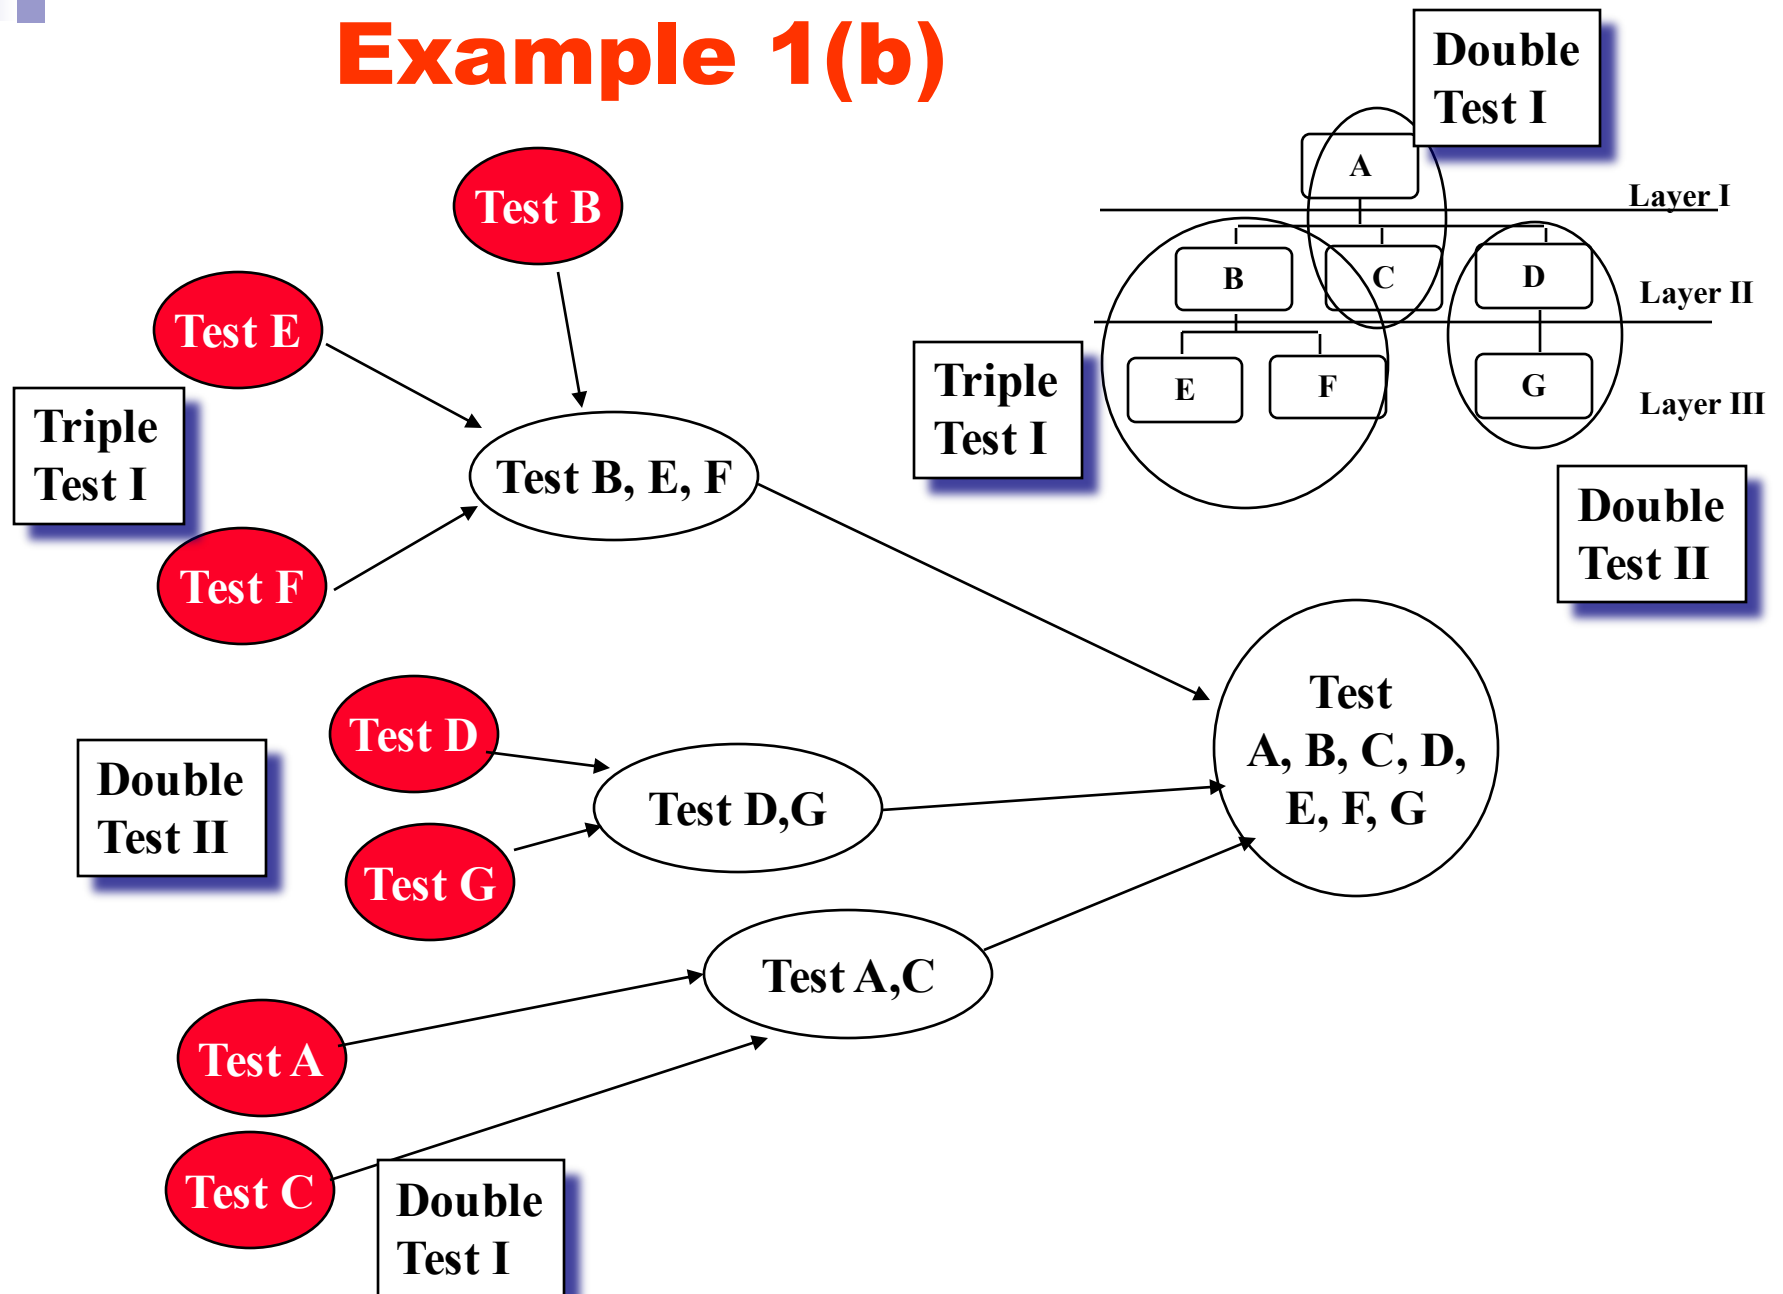 Example 1(b)
Double
Test I
A
Layer I
B
C
D
Layer II
E
F
G
Layer III
Triple
Test I
Double
Test II
Test B
Test E
Triple
Test I
Test B, E, F
Test F
Test
A, B, C, D,
E, F, G
Test D
Double
Test II
Test D,G
Test G
Test A,C
Test A
Test C
Double
Test I